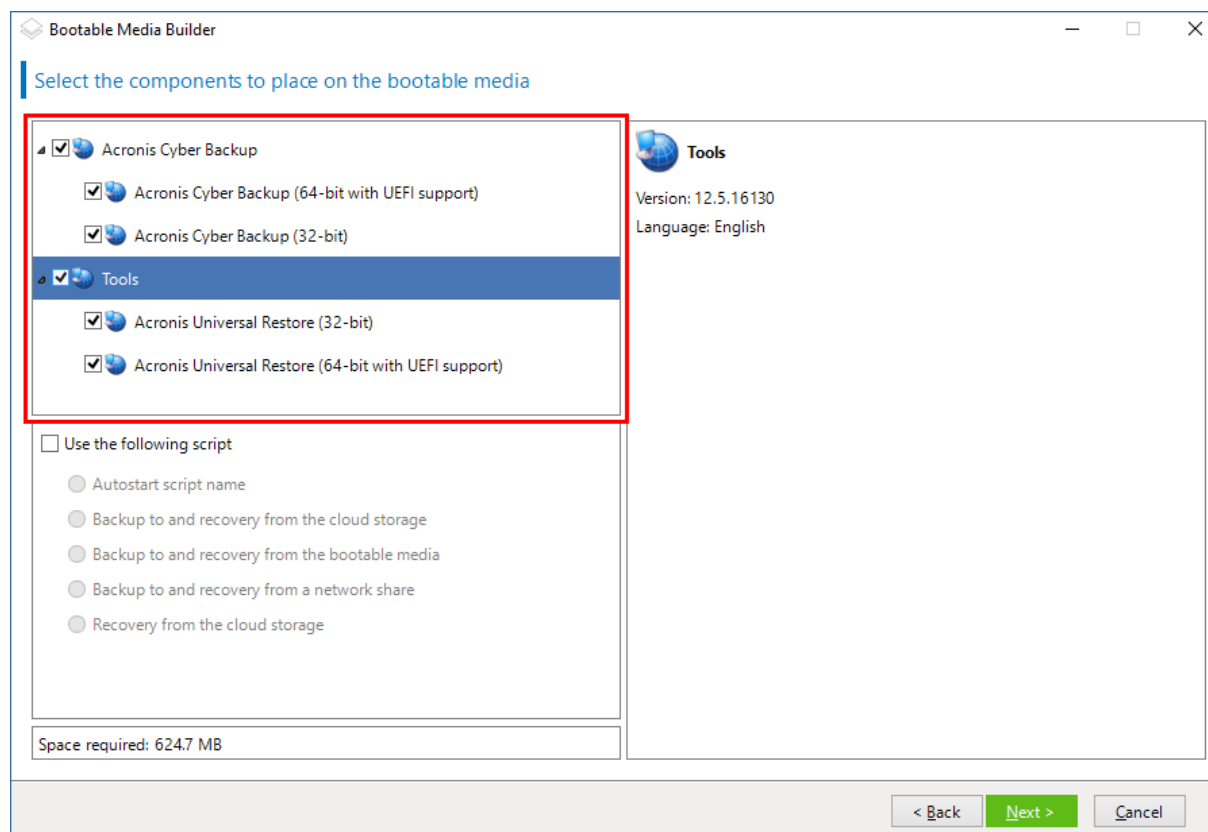 Bootable Media Builder
Select the components to place on the bootable media
Acronis Cyber Backup
Acronis Cyber Backup (64-bit with UEFI support)
Acronis Cyber Backup (32-bit)
Tools
Acronis Universal Restore (32-bit)
Acronis Universal Restore (64-bit with UEFI support)
Use the following script
Autostart script name
Backup to and recovery from the cloud storage
Backup to and recovery from the bootable media
Backup to and recovery from a network share
Recovery from the cloud storage
Space required: 624.7 MB
Tools
Version: 12.5.16130
Language: English
< Back
Next >
Cancel